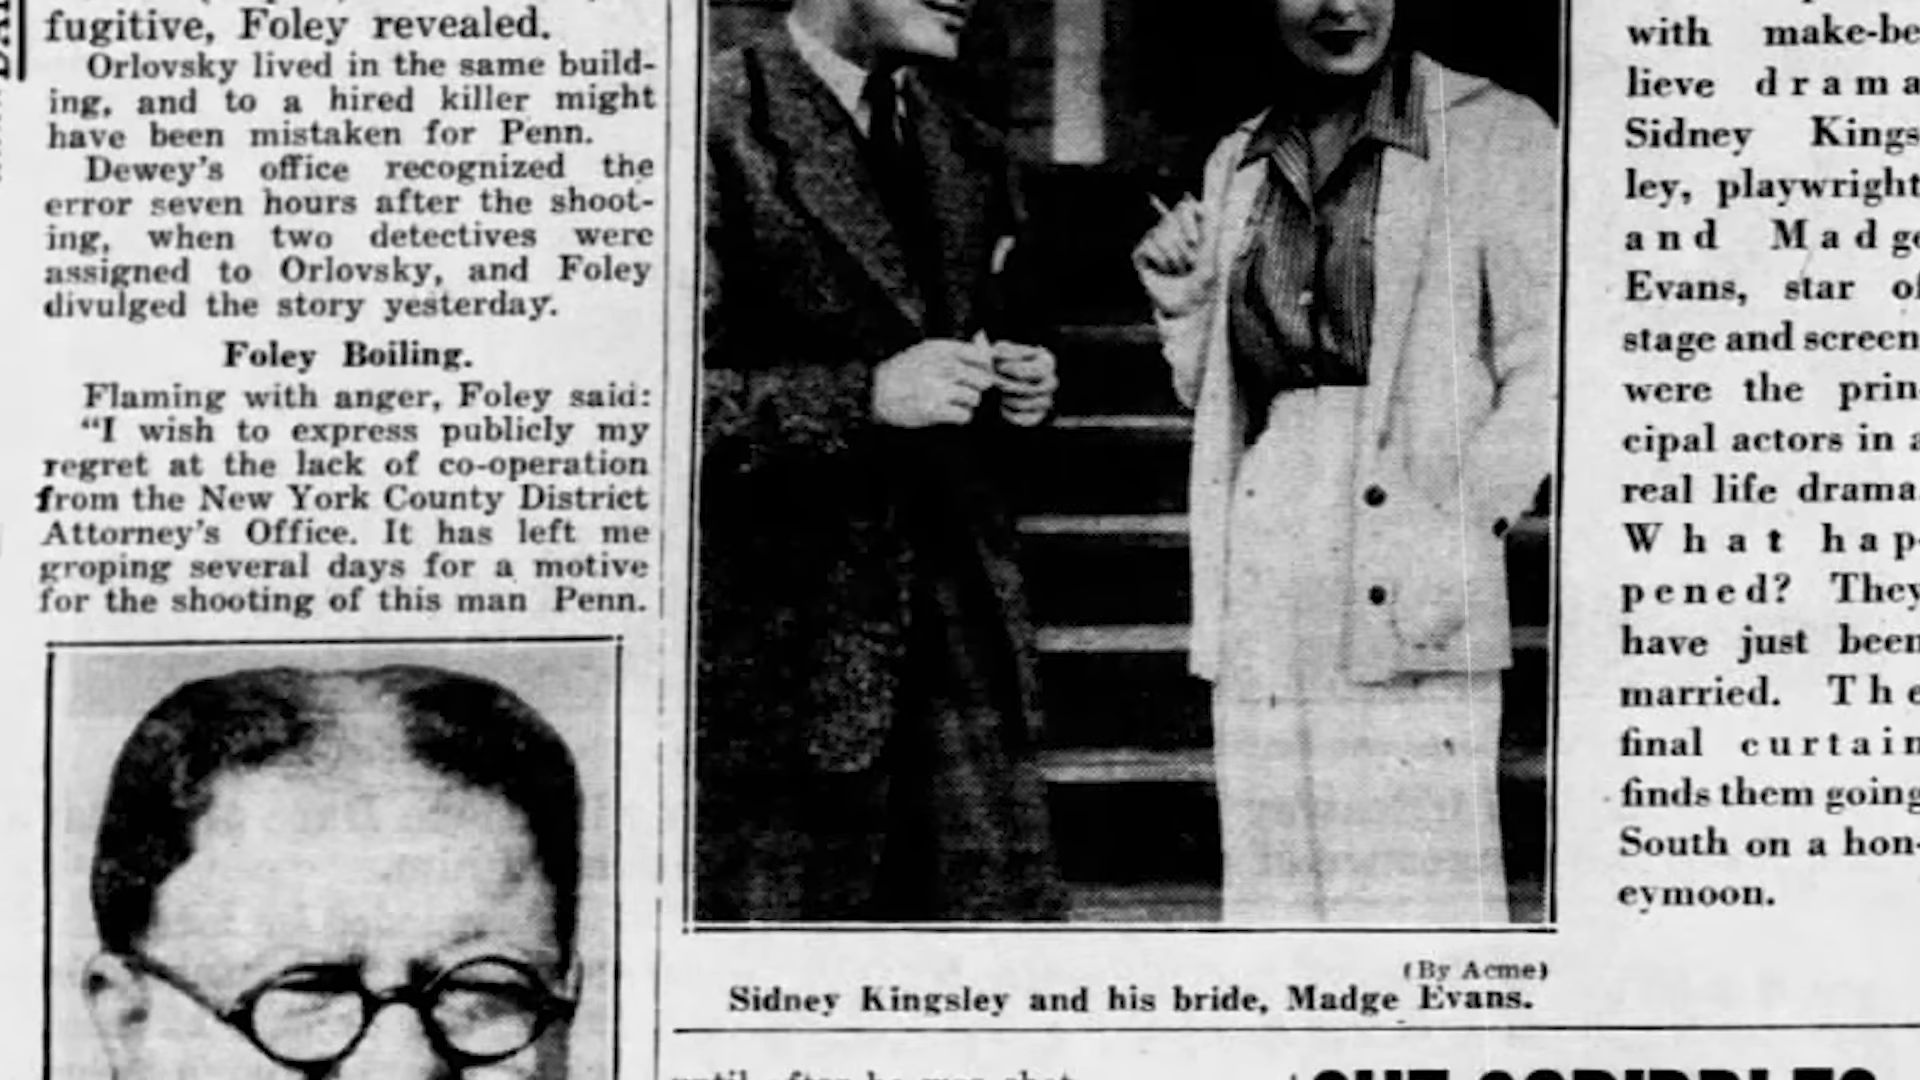 fugitive, Foley revealed.
Orlovsky lived in the same build-
ing, and to a hired killer might
have been mistaken for Penn.
Dewey's office recognized the
error seven hours after the shoot-
ing, when two detectives were
assigned to Orlovsky, and Foley
divulged the story yesterday.
Foley Boiling.
Flaming with anger, Foley said:
"I wish to express publicly my
regret at the lack of co-operation
from the New York County District
Attorney's Office. It has left me
groping several days for a motive
for the shooting of this man Penn.
(By Acme)
Sidney Kingsley and his bride, Madge Evans.
with make-be
lieve drama
Sidney Kings
ley, playwright
and Madge
Evans, star of
stage and screen
were the prin-
cipal actors in a
real life drama.
What hap-
pened? They
have just been
married. The
final curtain
finds them going
South on a hon-
eymoon.
until after he was shot